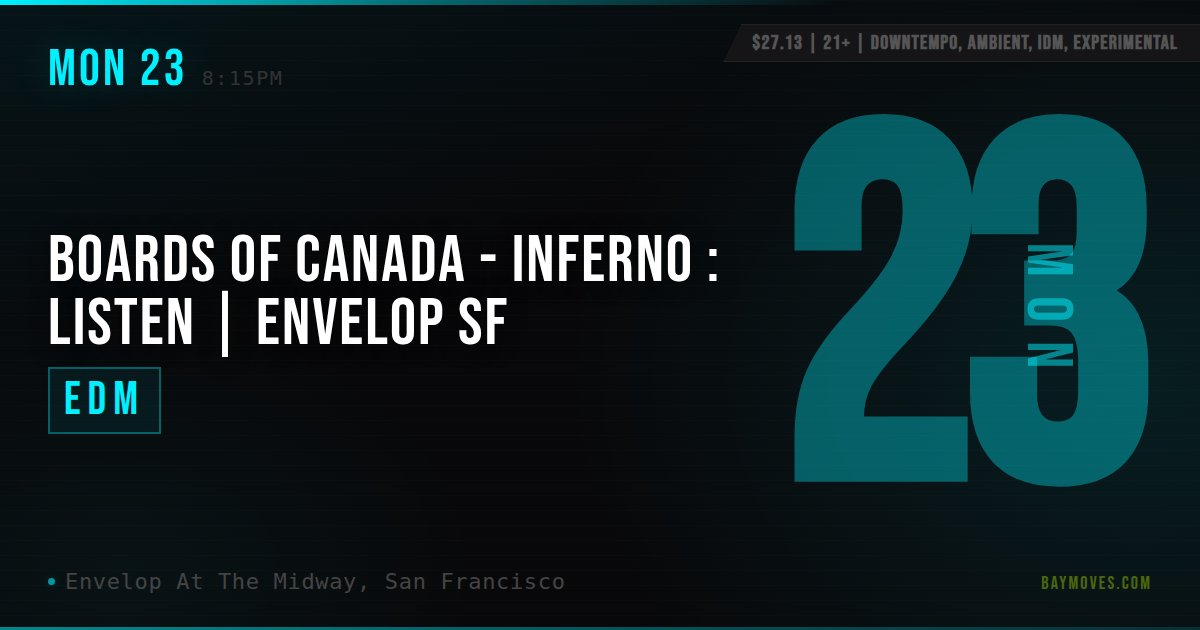 $27.13 | 21+ | DOWNTEMPO, AMBIENT, IDM, EXPERIMENTAL
MON 23 8:15PM
23
MON
BOARDS OF CANADA - INFERNO :
LISTEN | ENVELOP SF
EDM
Envelop At The Midway, San Francisco
BAYMOVES.COM